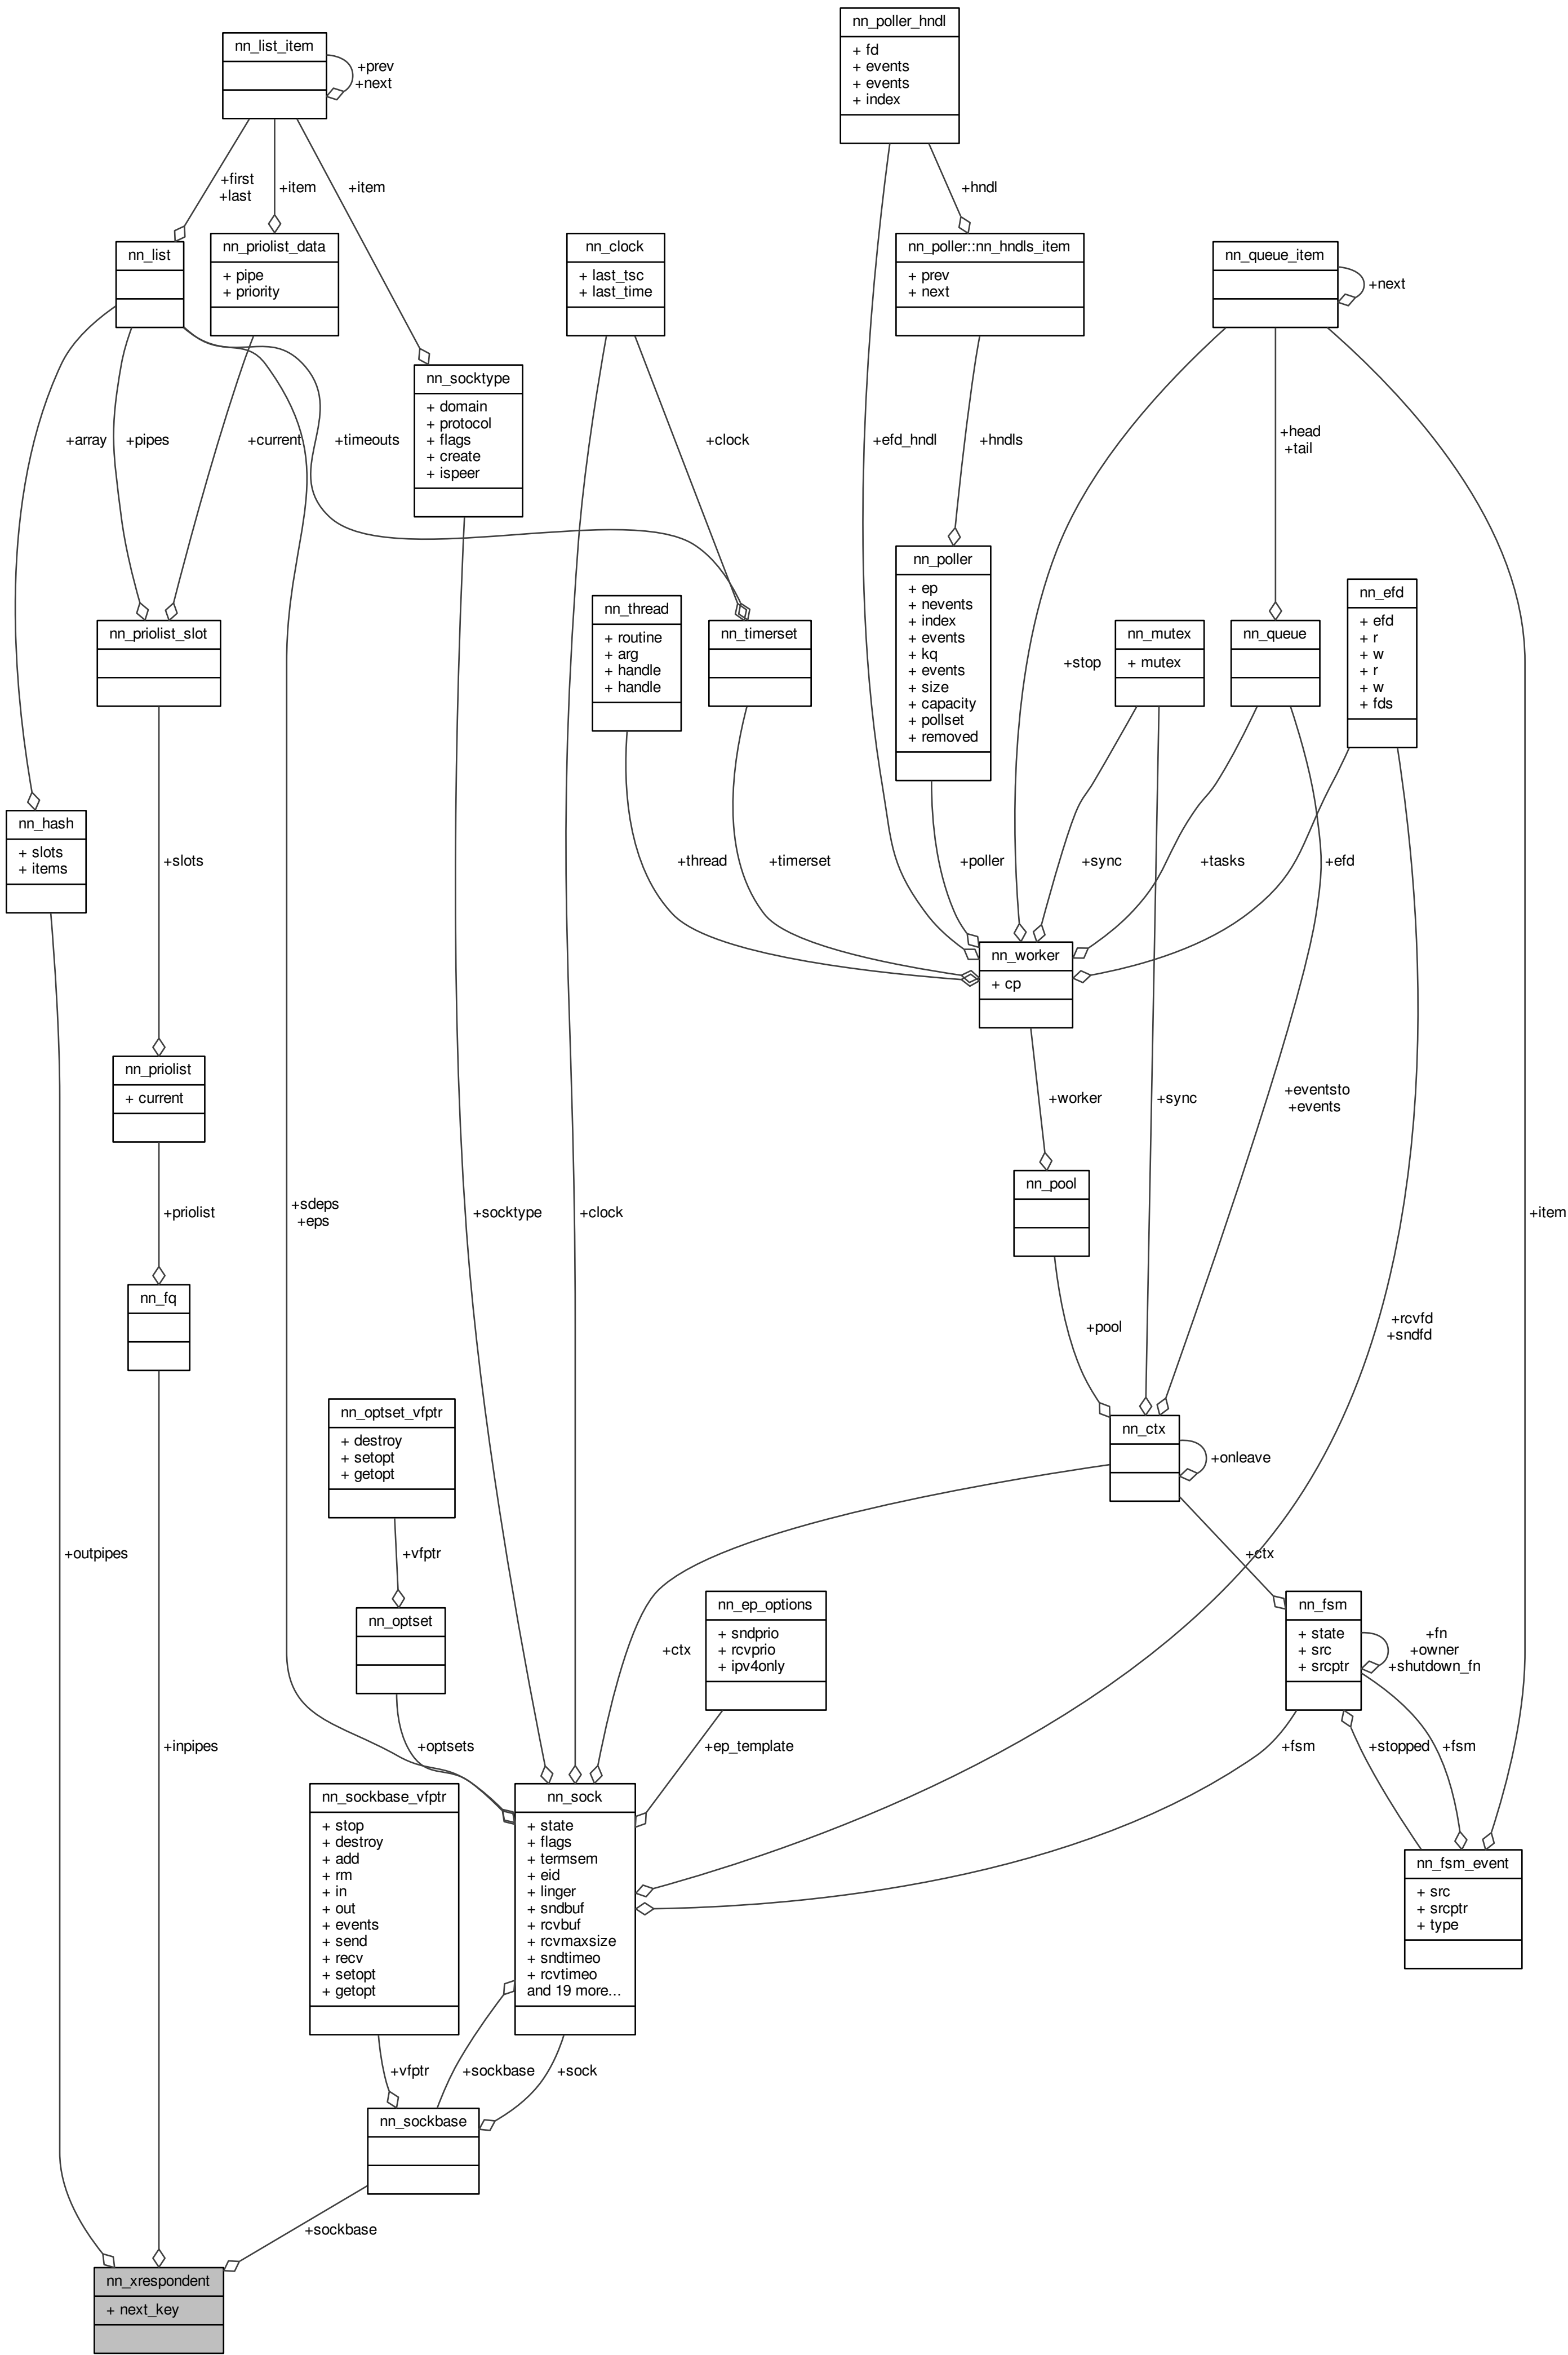 nn_poller_hndl
+ fd
+ events
+ events
+ index
nn_list_item
+prev
+next
+first
+last
+item
+item
+hndl
nn_list
nn_priolist_data
+ pipe
+ priority
nn_clock
+ last_tsc
+ last_time
nn_poller::nn_hndls_item
+ prev
+ next
nn_queue_item
+next
nn_socktype
+ domain
+ protocol
+ flags
+ create
+ ispeer
+array
+pipes
+current
+timeouts
+clock
+efd_hndl
+hndls
+head
+tail
nn_priolist_slot
nn_thread
+ routine
+ arg
+ handle
+ handle
nn_timerset
nn_poller
+ ep
+ nevents
+ index
+ events
+ kq
+ events
+ size
+ capacity
+ pollset
+ removed
+stop
nn_mutex
+ mutex
nn_queue
nn_efd
+ efd
+ r
+ w
+ r
+ w
+ fds
nn_hash
+ slots
+ items
+slots
+thread
+timerset
+poller
+sync
+tasks
+efd
nn_worker
+ cp
nn_priolist
+ current
+worker
+sync
+eventsto
+events
nn_pool
+priolist
+sdeps
+eps
+socktype
+clock
+item
nn_fq
+pool
+rcvfd
+sndfd
nn_optset_vfptr
+ destroy
+ setopt
+ getopt
nn_ctx
+onleave
+outpipes
+vfptr
+ctx
nn_optset
+ctx
nn_ep_options
+ sndprio
+ rcvprio
+ ipv4only
nn_fsm
+ state
+ src
+ srcptr
+fn
+owner
+shutdown_fn
+inpipes
+optsets
+ep_template
+fsm
+stopped
+fsm
nn_sockbase_vfptr
+ stop
+ destroy
+ add
+ rm
+ in
+ out
+ events
+ send
+ recv
+ setopt
+ getopt
nn_sock
+ state
+ flags
+ termsem
+ eid
+ linger
+ sndbuf
+ rcvbuf
+ rcvmaxsize
+ sndtimeo
+ rcvtimeo
and 19 more...
nn_fsm_event
+ src
+ srcptr
+ type
+vfptr
+sockbase
+sock
nn_sockbase
+sockbase
nn_xrespondent
+ next_key